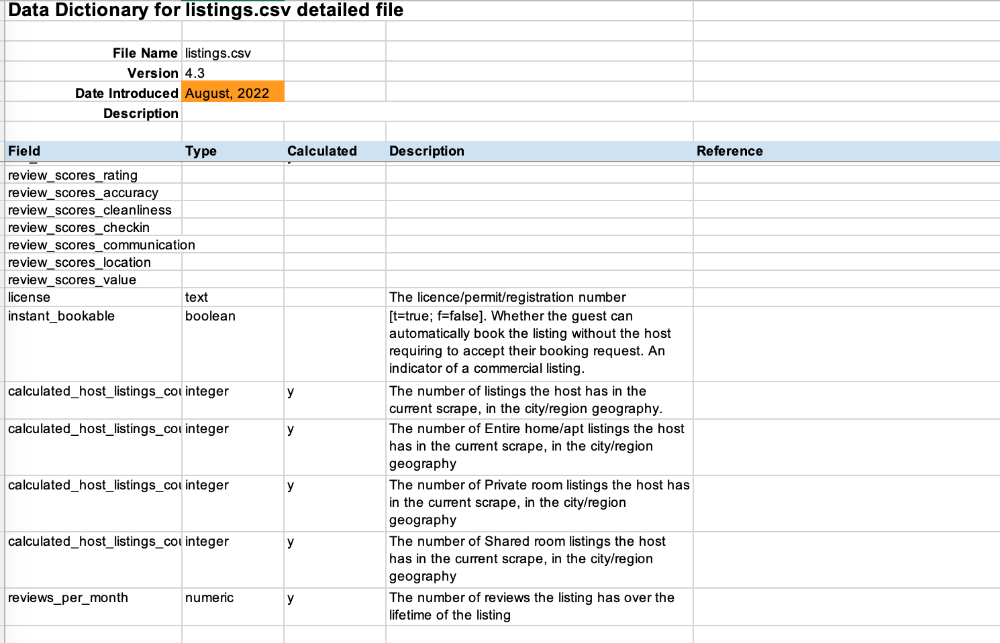 Data Dictionary for listings.csv detailed file
File Name listings.csv
Version 4.3
Date Introduced August, 2022
Description
Field Type Calculated Description Reference
review_scores_rating
review_scores_accuracy
review_scores_cleanliness
review_scores_checkin
review_scores_communication
review_scores_location
review_scores_value
license text The licence/permit/registration number
instant_bookable boolean [t=true; f=false]. Whether the guest can
automatically book the listing without the host
requiring to accept their booking request. An
indicator of a commercial listing.
calculated_host_listings_cou integer y The number of listings the host has in the
current scrape, in the city/region geography.
calculated_host_listings_cou integer y The number of Entire home/apt listings the host
has in the current scrape, in the city/region
geography
calculated_host_listings_cou integer y The number of Private room listings the host has
in the current scrape, in the city/region
geography
calculated_host_listings_cou integer y The number of Shared room listings the host
has in the current scrape, in the city/region
geography
reviews_per_month numeric y The number of reviews the listing has over the
lifetime of the listing